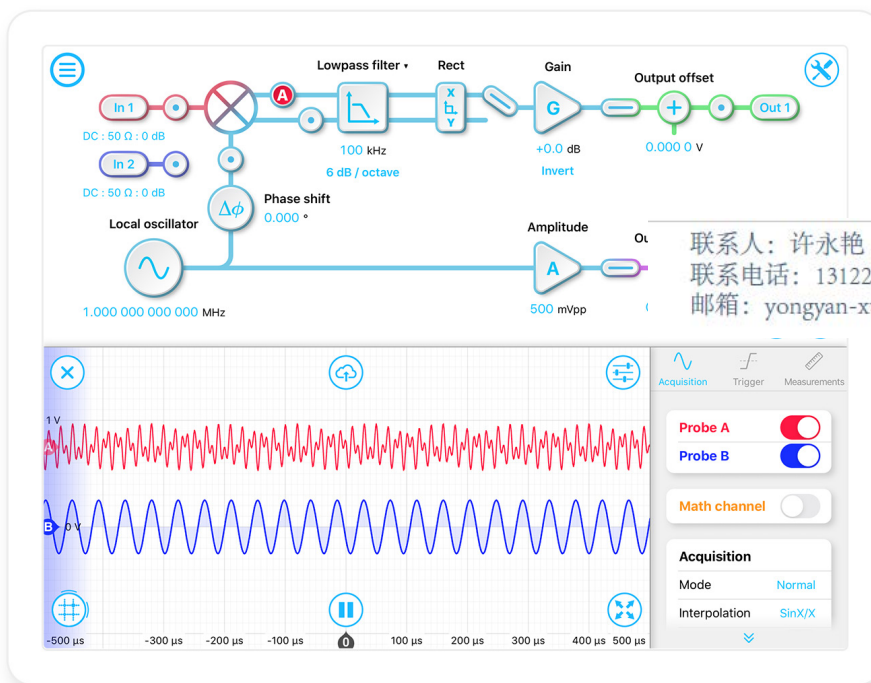 Lowpass filter ▾
Rect
Gain
Output offset
In 1
A
X
Y
G
Out 1
DC : 50 Ω : 0 dB
100 kHz
+0.0 dB
0.000 0 V
In 2
6 dB / octave
Invert
DC : 50 Ω : 0 dB
Δϕ
Phase shift
0.000 °
Local oscillator
Amplitude
Ou
A
1.000 000 000 000 MHz
500 mVpp
联系人：许永艳
联系电话：13122
邮箱：yongyan-x
Acquisition
Trigger
Measurements
1 V
A
B
0 V
Probe A
Probe B
Math channel
Acquisition
Mode Normal
Interpolation SinX/X
-500 µs
-300 µs
-200 µs
-100 µs
0
100 µs
200 µs
300 µs
400 µs
500 µs